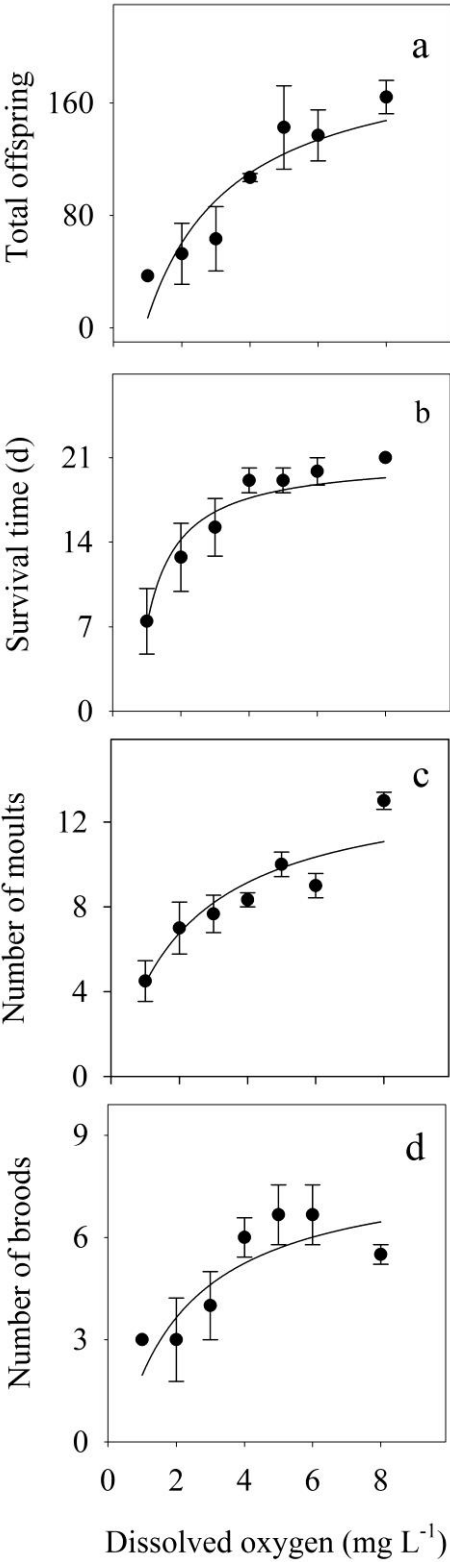 a
Total offspring
160
80
0
b
Survival time (d)
21
14
7
0
c
Number of moults
12
8
4
0
d
Number of broods
9
6
3
0
0 2 4 6 8
Dissolved oxygen (mg L-1)